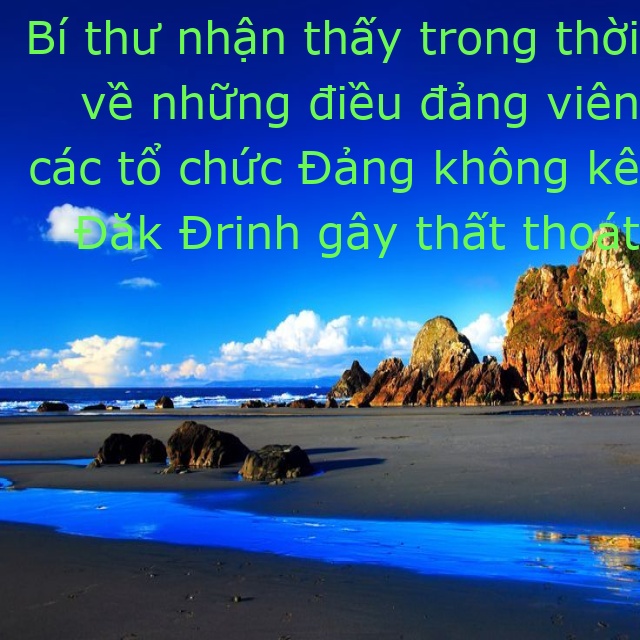 Bí thư nhận thấy trong thời
về những điều đảng viên
các tổ chức Đảng không kê
Đăk Đrinh gây thất thoát